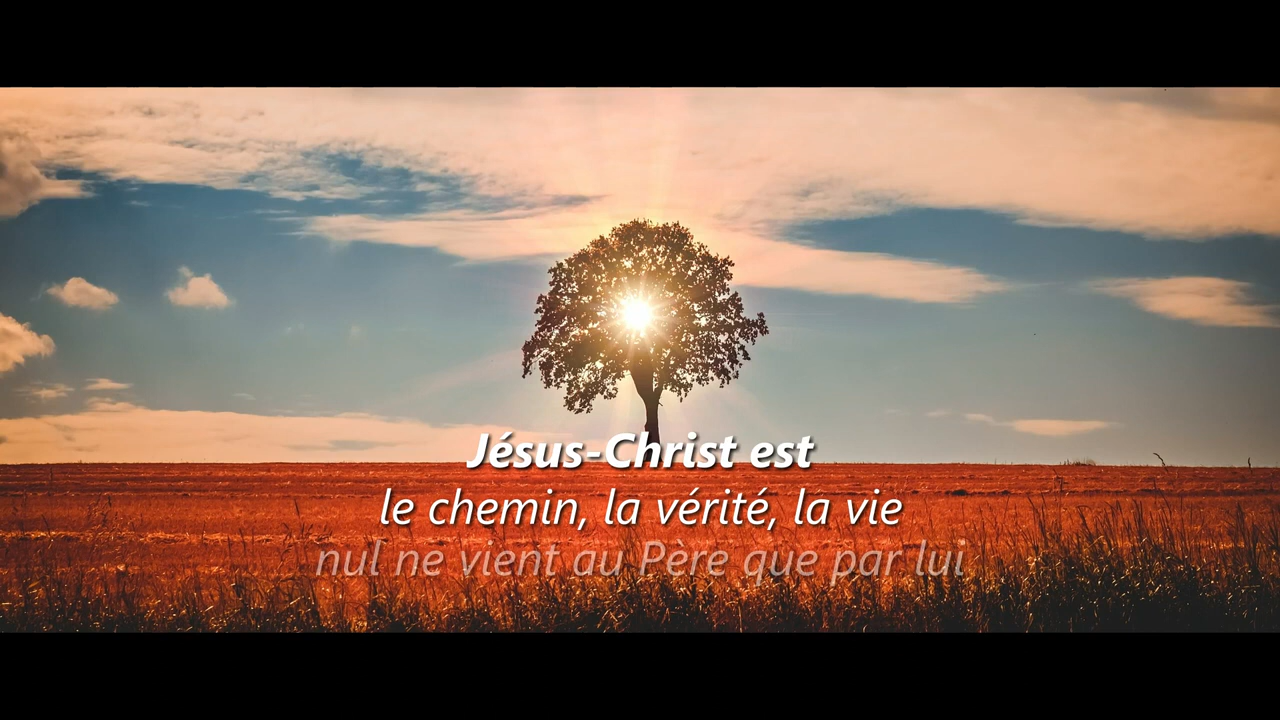 Jésus-Christ est
le chemin, la vérité, la vie
nul ne vient au Père que par lui